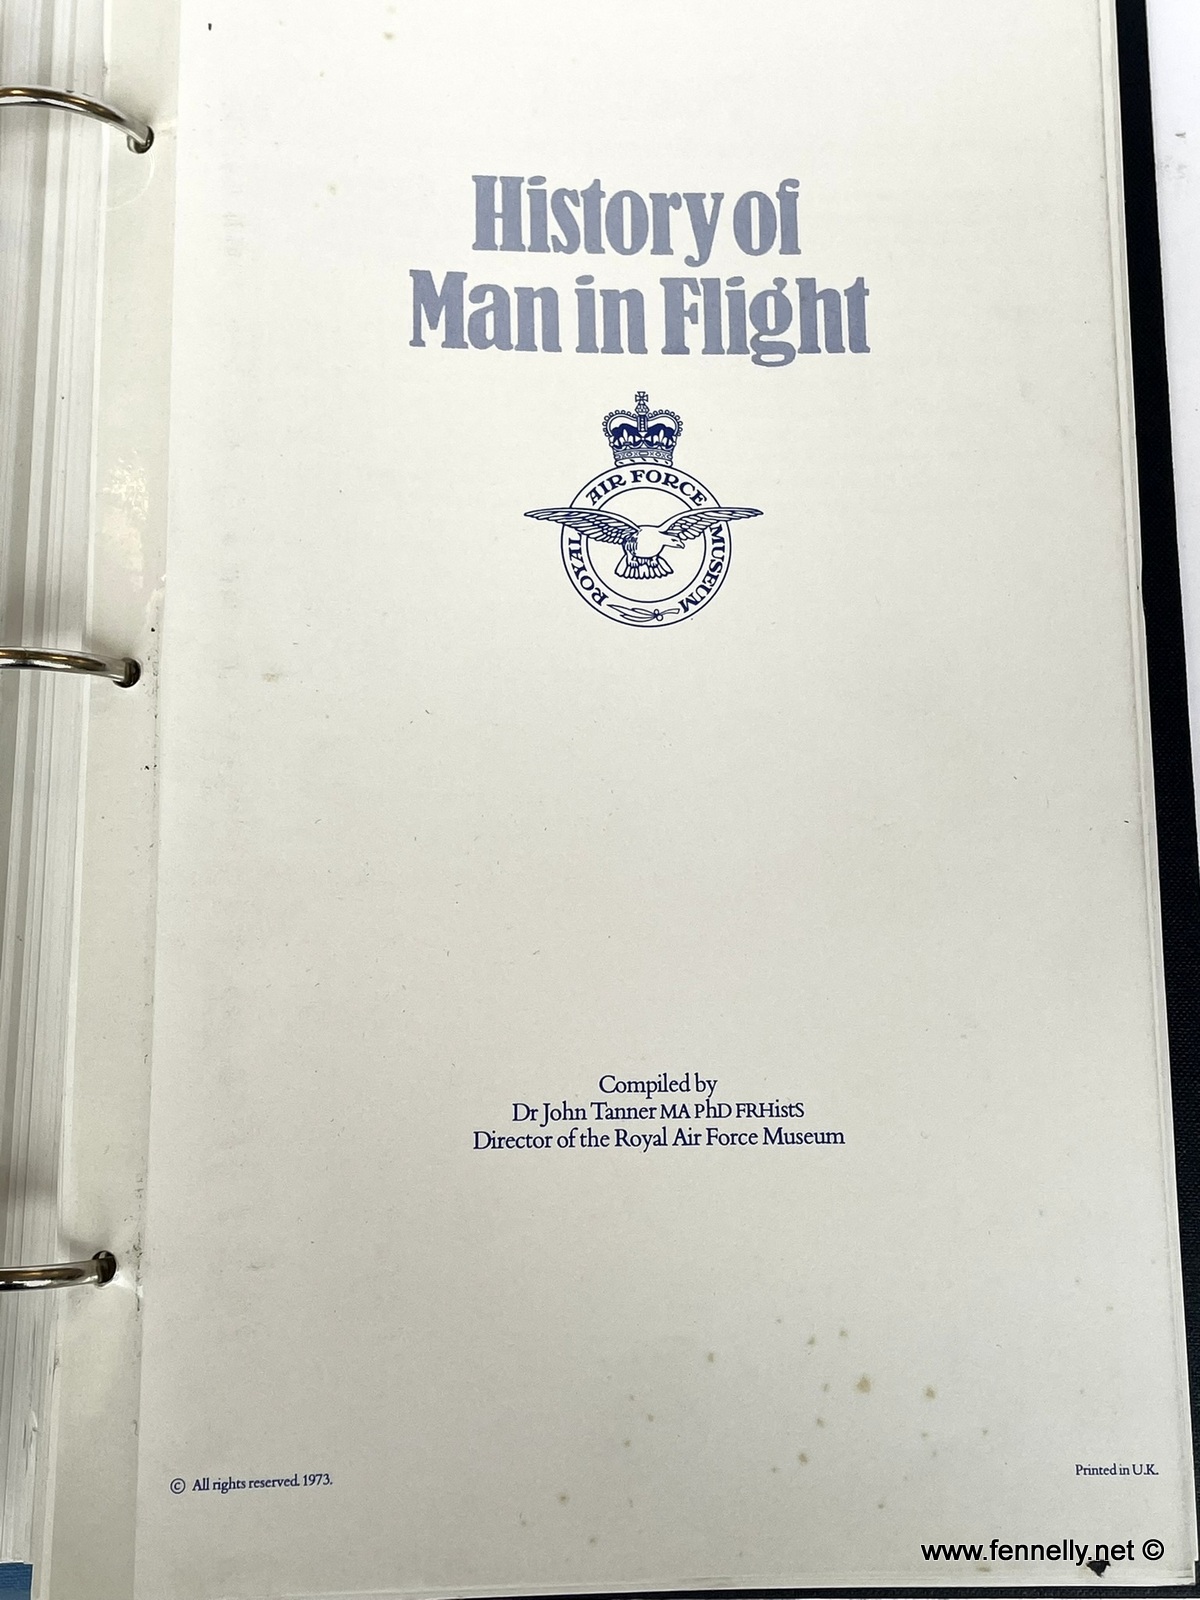 History of
Man in Flight
ROYAL AIR FORCE MUSEUM
Compiled by
Dr John Tanner MA PhD FRHistS
Director of the Royal Air Force Museum
© All rights reserved. 1973.
Printed in U.K.
www.fennelly.net ©